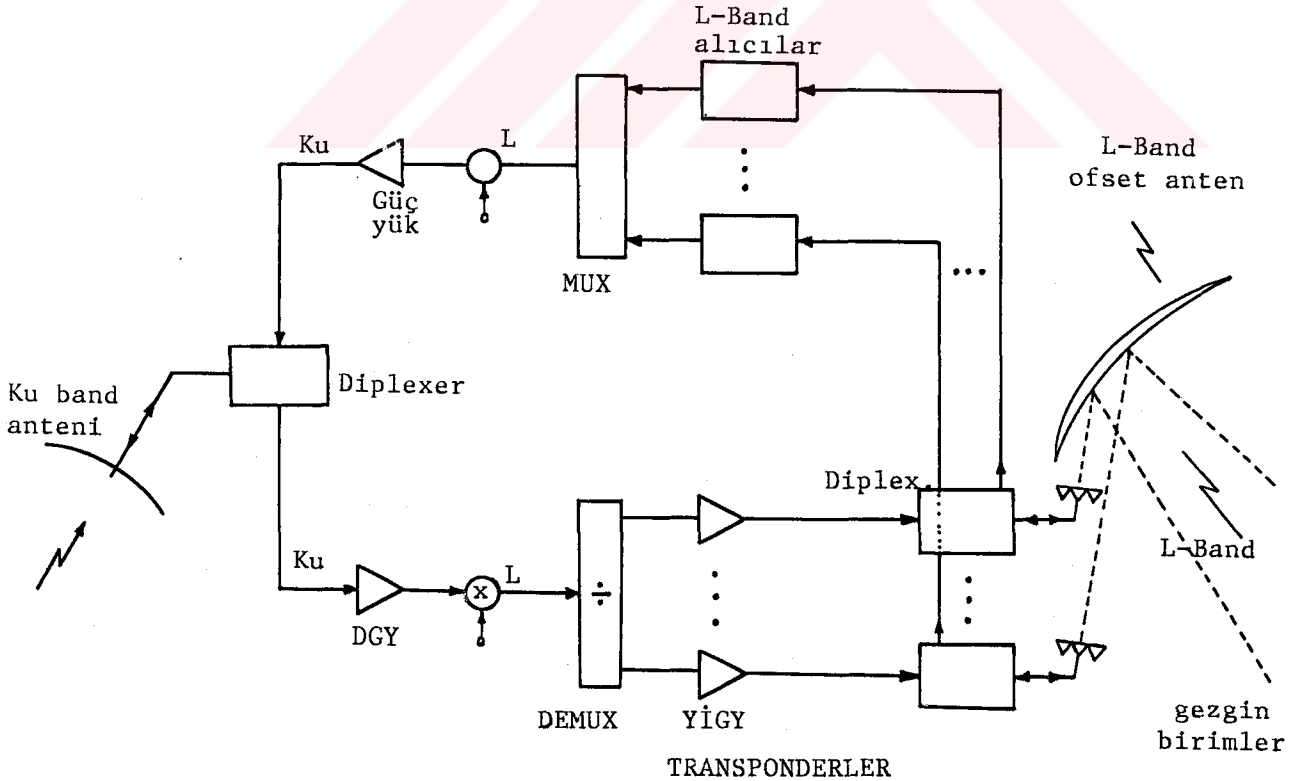 L-Band
alıcılar
Ku
L
Güç
yük
MUX
L-Band
ofset anten
...
Diplexer
Ku band
anteni
Diplex.
L-Band
Ku
x
L
÷
DGY
DEMUX
YİGY
gezgin
birimler
TRANSPONDERLER